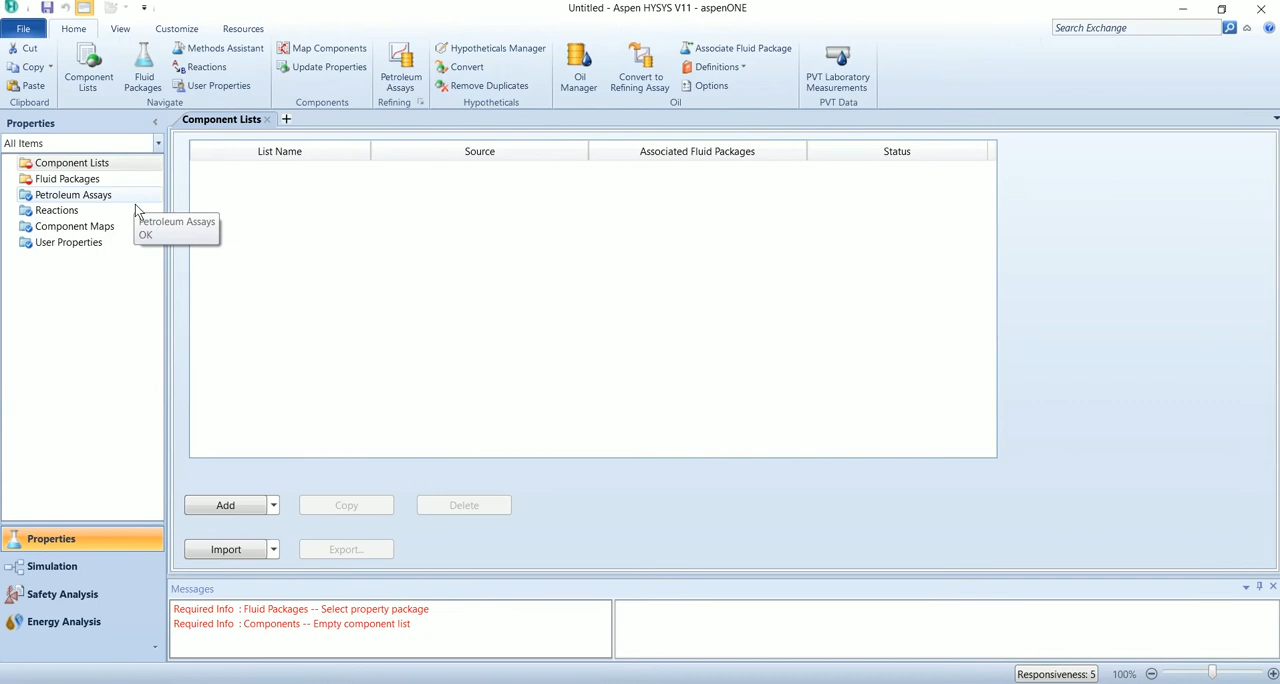 Untitled - Aspen HYSYS V11 - aspenONE
File
Home
View
Customize
Resources
Search Exchange
Cut
Copy
Paste
Clipboard
Component
Lists
Fluid
Packages
Methods Assistant
Reactions
User Properties
Navigate
Map Components
Update Properties
Components
Petroleum
Assays
Refining
Hypotheticals Manager
Convert
Remove Duplicates
Hypotheticals
Oil
Manager
Convert to
Refining Assay
Associate Fluid Package
Definitions
Options
Oil
PVT Laboratory
Measurements
PVT Data
Properties
All Items
Component Lists
Fluid Packages
Petroleum Assays
Reactions
Component Maps
User Properties
Petroleum Assays
OK
Properties
Simulation
Safety Analysis
Energy Analysis
Component Lists
List Name
Source
Associated Fluid Packages
Status
Add
Copy
Delete
Import
Export...
Messages
Required Info : Fluid Packages -- Select property package
Required Info : Components -- Empty component list
Responsiveness: 5
100%